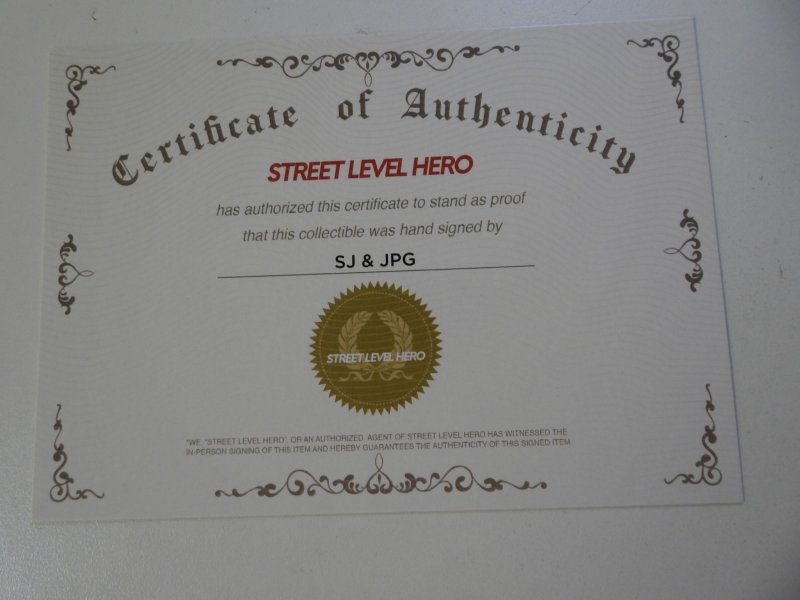 Certificate of Authenticity
STREET LEVEL HERO
has authorized this certificate to stand as proof
that this collectible was hand signed by
SJ & JPG
STREET LEVEL HERO
"WE, "STREET LEVEL HERO", OR AN AUTHORIZED AGENT OF STREET LEVEL HERO HAS WITNESSED THE
IN-PERSON SIGNING OF THIS ITEM AND HEREBY GUARANTEES THE AUTHENTICITY OF THIS SIGNED ITEM